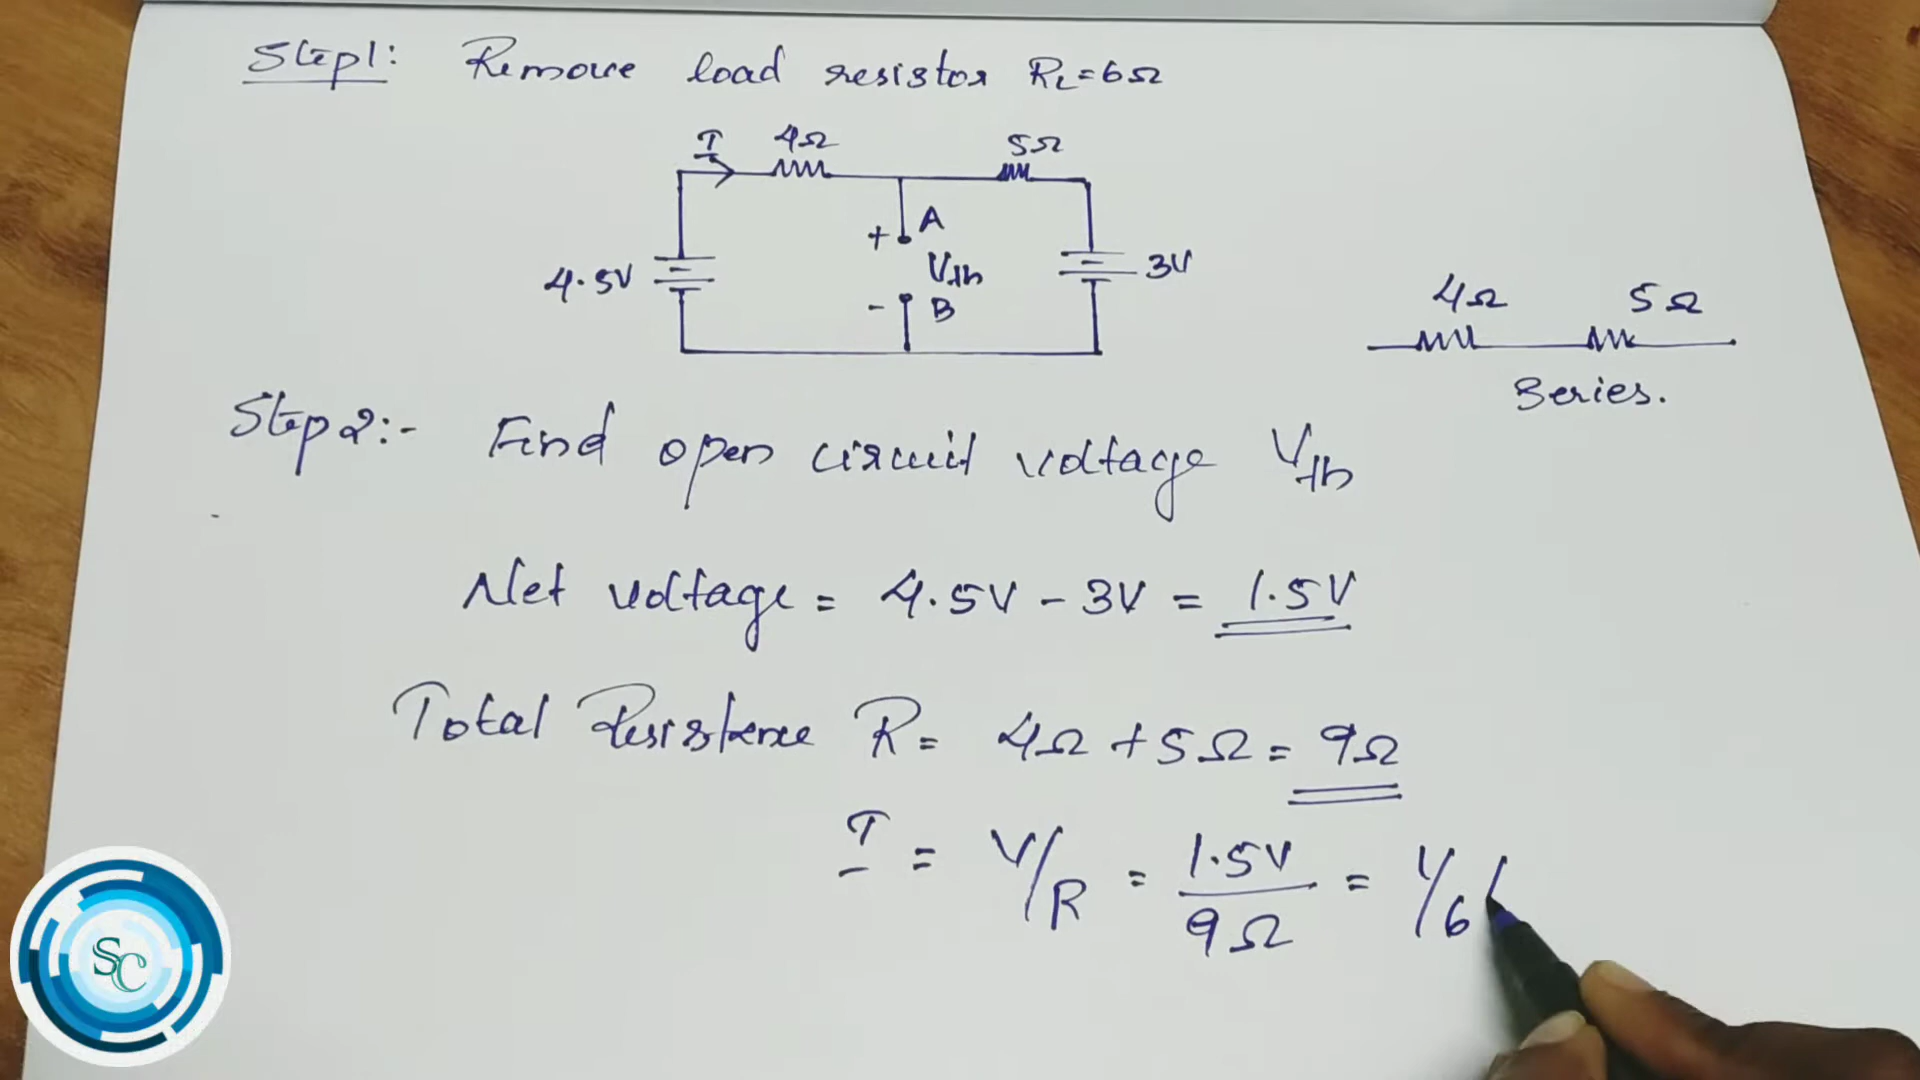 Step1: Remove load resistor RL=6Ω
I 4Ω 5Ω
+ A
4.5V Vth 3V
- B
4Ω 5Ω
Series.
Step2:- Find open circuit voltage Vth
Net voltage = 4.5V - 3V = 1.5V
Total Resistence R= 4Ω + 5Ω = 9Ω
I = V/R = 1.5V/9Ω = 1/6
SC